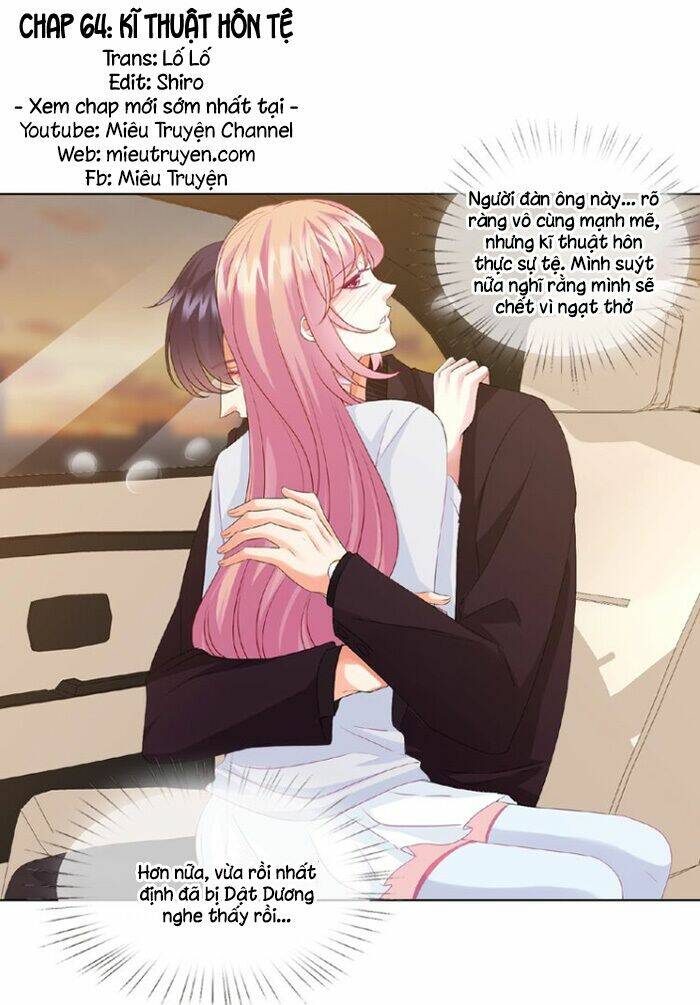 CHAP 64: KĨ THUẬT HÔN TỆ
Trans: Lố Lố
Edit: Shiro
- Xem chap mới sớm nhất tại -
Youtube: Miêu Truyện Channel
Web: mieutruyen.com
Fb: Miêu Truyện
Người đàn ông này... rõ
ràng vô cùng mạnh mẽ,
nhưng kĩ thuật hôn
thực sự tệ. Mình suýt
nữa nghĩ rằng mình sẽ
chết vì ngạt thở
Hơn nữa, vừa rồi nhất
định đã bị Dật Dương
nghe thấy rồi...